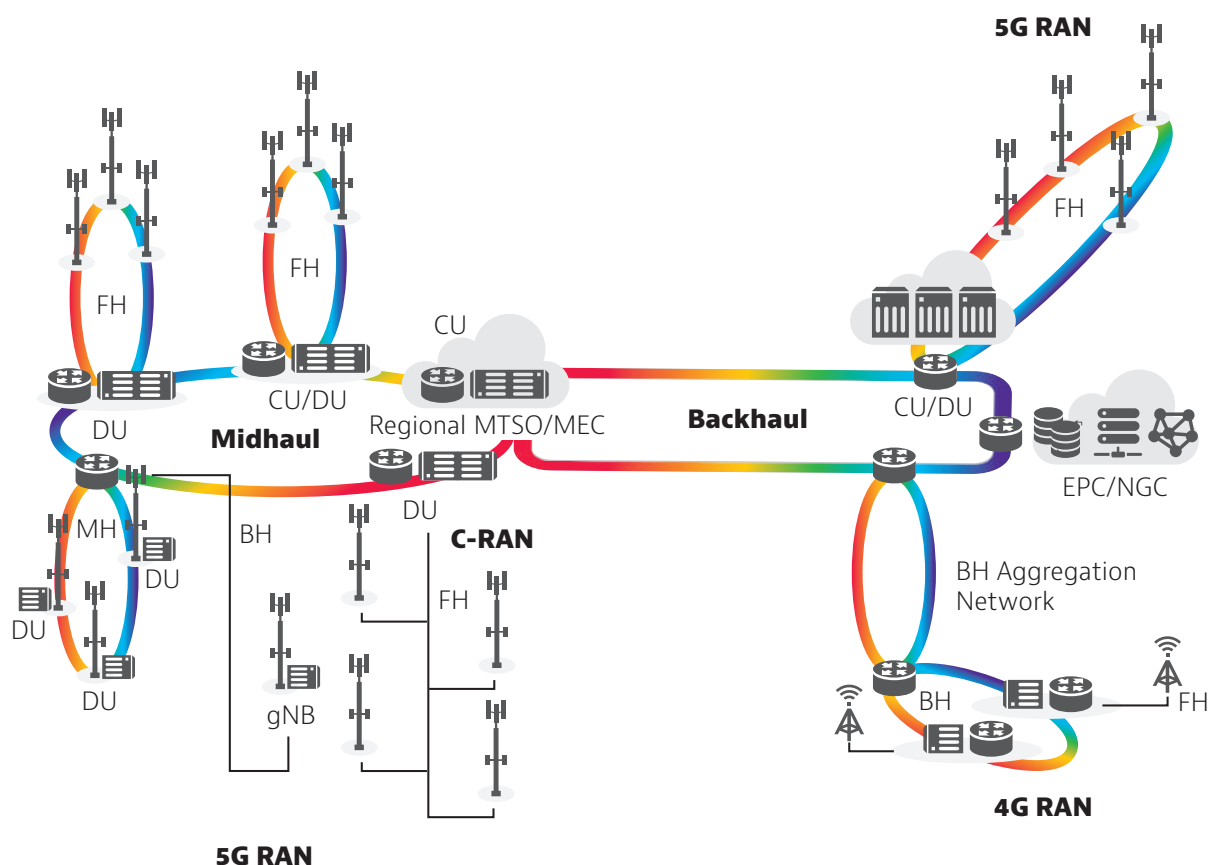 5G RAN
FH
FH
FH
CU
DU
CU/DU
Regional MTSO/MEC
CU/DU
Midhaul
Backhaul
EPC/NGC
MH
BH
DU
C-RAN
DU
DU
DU
FH
gNB
BH Aggregation
Network
BH
FH
4G RAN
5G RAN